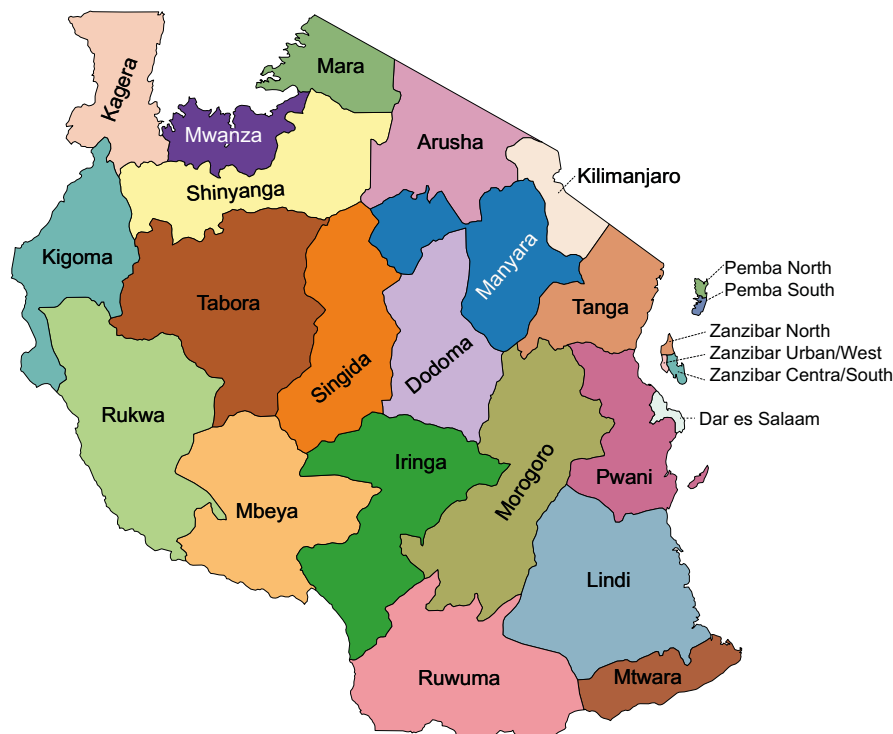 Mara
Kagera
Mwanza
Arusha
Kilimanjaro
Shinyanga
Kigoma
Manyara
Pemba North
Pemba South
Tabora
Tanga
Zanzibar North
Zanzibar Urban/West
Zanzibar Centra/South
Singida
Dodoma
Rukwa
Dar es Salaam
Iringa
Pwani
Mbeya
Morogoro
Lindi
Ruwuma
Mtwara